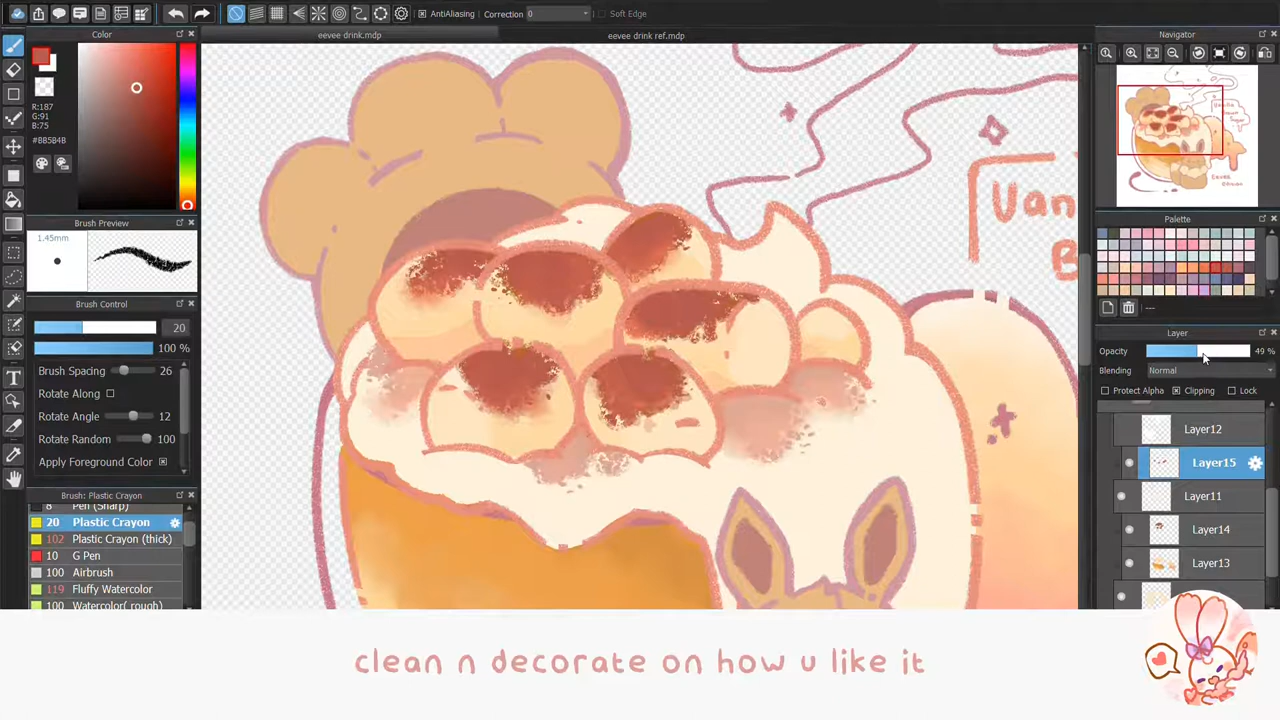 AntiAliasing
Correction
0
Soft Edge
Color
eevee drink.mdp
eevee drink ref.mdp
Navigator
R:187
G:91
B:75
#BB5B4B
Brush Preview
1.45mm
Brush Control
20
100 %
Brush Spacing
26
Rotate Along
Rotate Angle
12
Rotate Random
100
Apply Foreground Color
Brush: Plastic Crayon
8 Pen (Sharp)
20 Plastic Crayon
102 Plastic Crayon (thick)
10 G Pen
100 Airbrush
119 Fluffy Watercolor
100 Watercolor( rough)
Van
B
Palette
---
Layer
Opacity
49 %
Blending
Normal
Protect Alpha
Clipping
Lock
Layer12
Layer15
Layer11
Layer14
Layer13
clean n decorate on how u like it